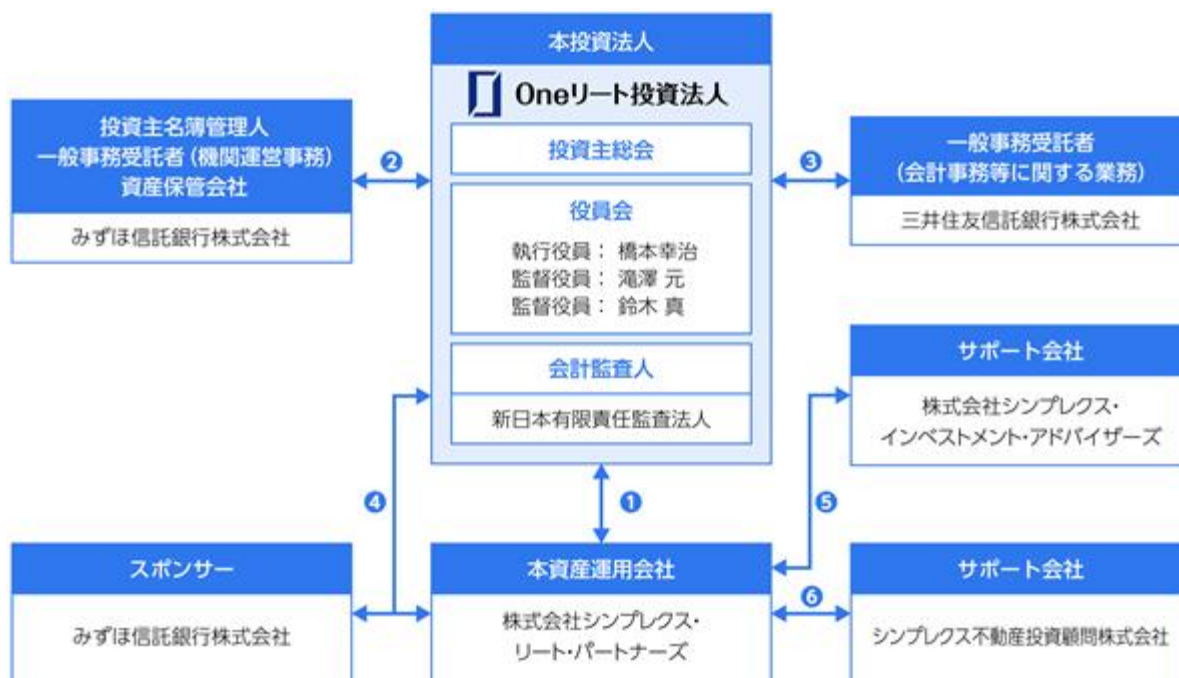 本投資法人
Oneリート投資法人
投資主総会
役員会
執行役員： 橋本幸治
監督役員： 滝澤 元
監督役員： 鈴木 真
会計監査人
新日本有限責任監査法人
投資主名簿管理人
一般事務受託者（機関運営事務）
資産保管会社
みずほ信託銀行株式会社
❷
❸
一般事務受託者
（会計事務等に関する業務）
三井住友信託銀行株式会社
サポート会社
株式会社シンプレクス・
インベストメント・アドバイザーズ
❹
❶
❺
スポンサー
みずほ信託銀行株式会社
本資産運用会社
株式会社シンプレクス・
リート・パートナーズ
❻
サポート会社
シンプレクス不動産投資顧問株式会社